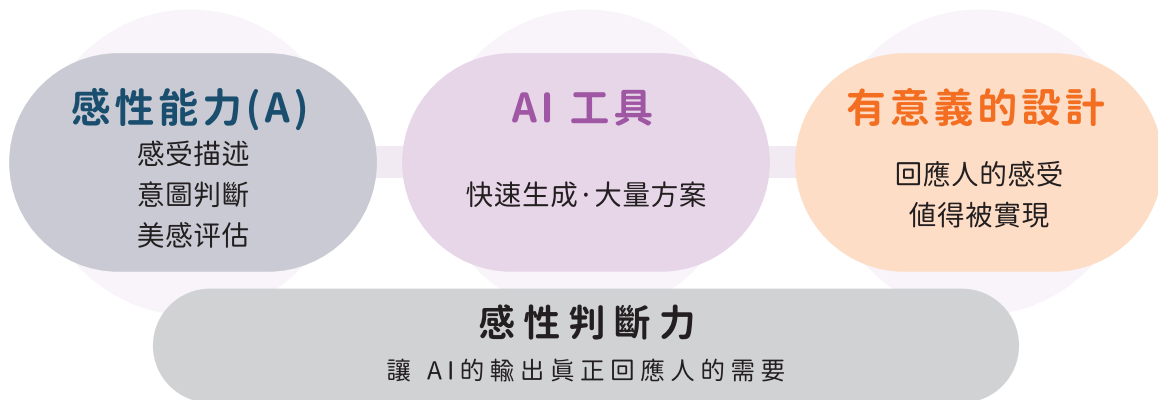 感性能力(A)
感受描述
意圖判斷
美感评估
AI 工具
快速生成·大量方案
有意義的設計
回應人的感受
値得被實現
感性判斷力
讓 AI的輸出眞正回應人的需要